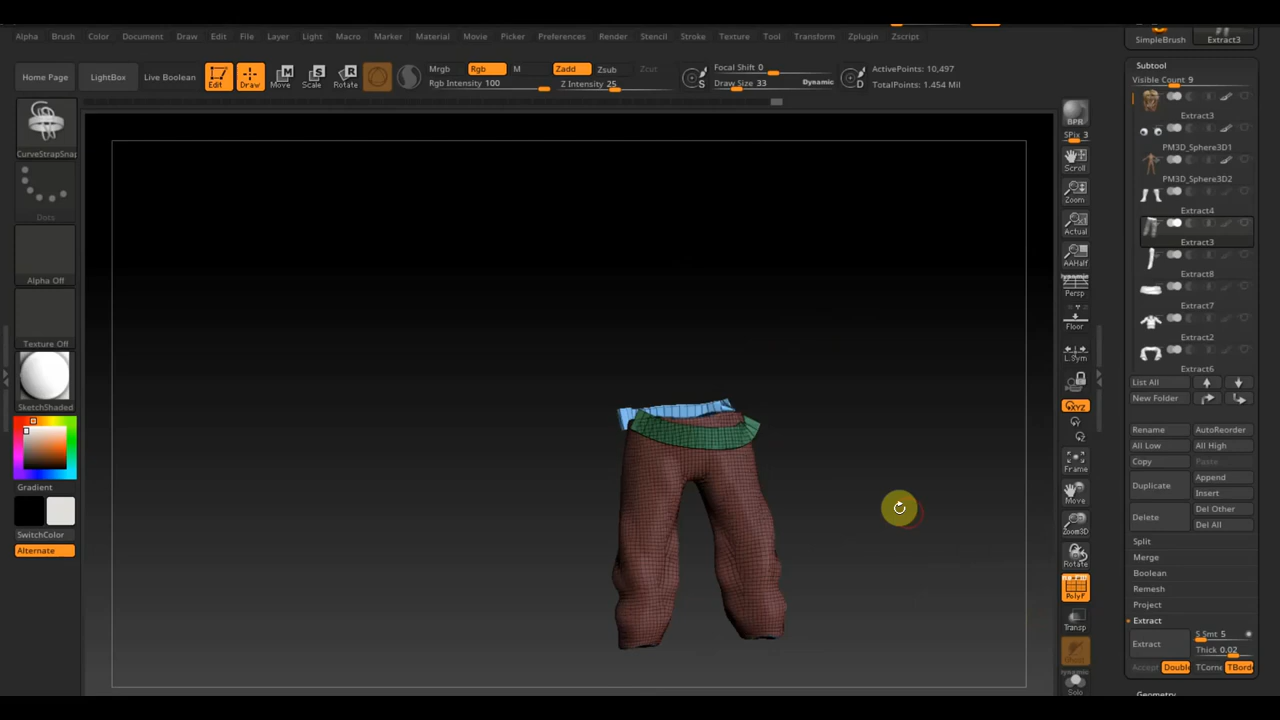 SimpleBrush Extract3
Alpha Brush Color Document Draw Edit File Layer Light Macro Marker Material Movie Picker Preferences Render Stencil Stroke Texture Tool Transform Zplugin Zscript
Home Page LightBox Live Boolean Edit Draw Move Scale Rotate
Mrgb Rgb M Zadd Zsub Zcut
Rgb Intensity 100 Z Intensity 25
Focal Shift 0
Draw Size 33 Dynamic
ActivePoints: 10,497
TotalPoints: 1.454 Mil
S
D
CurveStrapSnap
Dots
Alpha Off
Texture Off
SketchShaded
Gradient
SwitchColor
Alternate
BPR
SPix 3
Scroll
Zoom
Actual
AAHalf
dynamic
Persp
Floor
L.Sym
XYZ
Frame
Move
Zoom3D
Rotate
PolyF
Transp
Ghost
dynamic
Solo
Subtool
Visible Count 9
Extract3
PM3D_Sphere3D1
PM3D_Sphere3D2
Extract4
Extract3
Extract8
Extract7
Extract2
Extract6
List All
New Folder
Rename AutoReorder
All Low All High
Copy Paste
Duplicate Append
Insert
Delete Del Other
Del All
Split
Merge
Boolean
Remesh
Project
Extract
Extract S Smt 5
Thick 0.02
Accept Double TCorne TBorde
Geometry